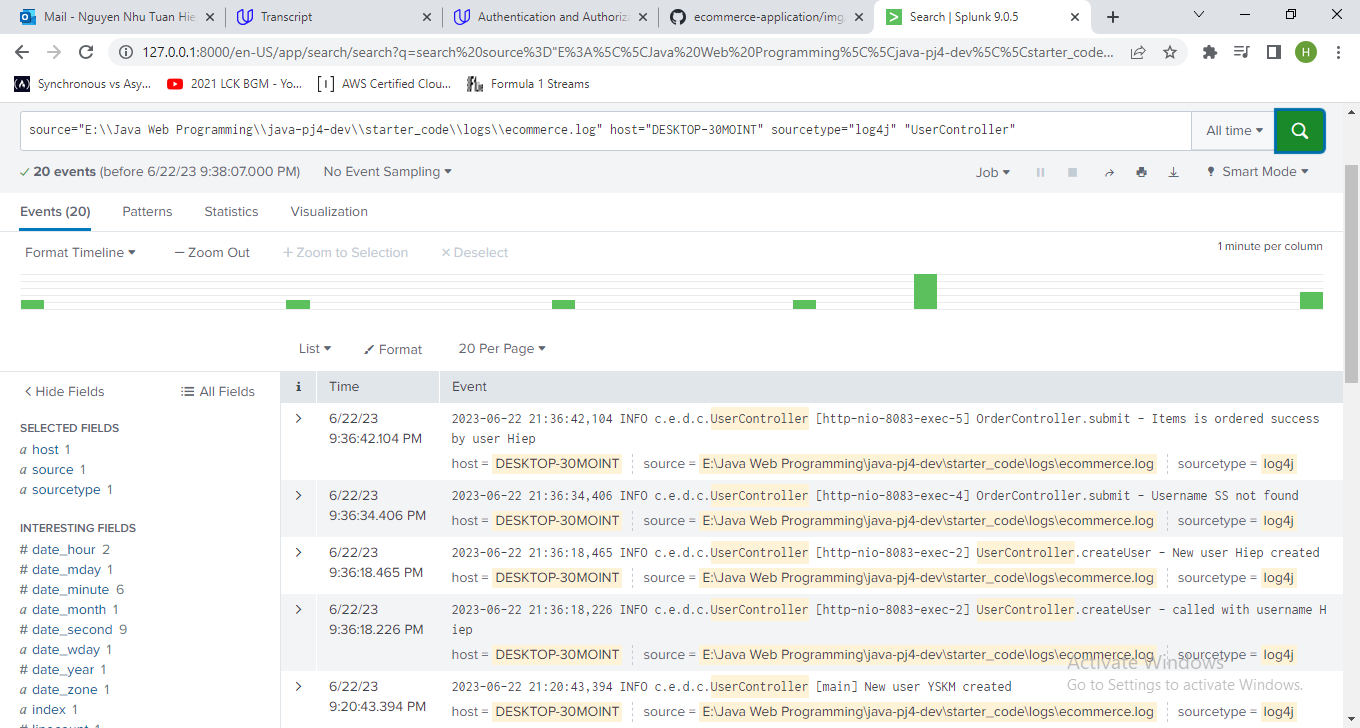 Mail - Nguyen Nhu Tuan Hie
Transcript
Authentication and Authoriz
ecommerce-application/img
Search | Splunk 9.0.5
127.0.0.1:8000/en-US/app/search/search?q=search%20source%3D"E%3A%5C%5CJava%20Web%20Programming%5C%5Cjava-pj4-dev%5C%5Cstarter_code...
H
Synchronous vs Asy...
2021 LCK BGM - Yo...
AWS Certified Clou...
Formula 1 Streams
source="E:\\Java Web Programming\\java-pj4-dev\\starter_code\\logs\\ecommerce.log" host="DESKTOP-30MOINT" sourcetype="log4j" "UserController"
All time
20 events (before 6/22/23 9:38:07.000 PM)
No Event Sampling
Job
Smart Mode
Events (20)
Patterns
Statistics
Visualization
Format Timeline
— Zoom Out
+ Zoom to Selection
× Deselect
1 minute per column
List
Format
20 Per Page
Hide Fields
All Fields
i
Time
Event
SELECTED FIELDS
a host 1
a source 1
a sourcetype 1
INTERESTING FIELDS
# date_hour 2
# date_mday 1
# date_minute 6
a date_month 1
# date_second 9
a date_wday 1
# date_year 1
a date_zone 1
a index 1
# linecount 1
6/22/23
9:36:42.104 PM
2023-06-22 21:36:42,104 INFO c.e.d.c.UserController [http-nio-8083-exec-5] OrderController.submit - Items is ordered success
by user Hiep
host = DESKTOP-30MOINT source = E:\Java Web Programming\java-pj4-dev\starter_code\logs\ecommerce.log sourcetype = log4j
6/22/23
9:36:34.406 PM
2023-06-22 21:36:34,406 INFO c.e.d.c.UserController [http-nio-8083-exec-4] OrderController.submit - Username SS not found
host = DESKTOP-30MOINT source = E:\Java Web Programming\java-pj4-dev\starter_code\logs\ecommerce.log sourcetype = log4j
6/22/23
9:36:18.465 PM
2023-06-22 21:36:18,465 INFO c.e.d.c.UserController [http-nio-8083-exec-2] UserController.createUser - New user Hiep created
host = DESKTOP-30MOINT source = E:\Java Web Programming\java-pj4-dev\starter_code\logs\ecommerce.log sourcetype = log4j
6/22/23
9:36:18.226 PM
2023-06-22 21:36:18,226 INFO c.e.d.c.UserController [http-nio-8083-exec-2] UserController.createUser - called with username H
iep
host = DESKTOP-30MOINT source = E:\Java Web Programming\java-pj4-dev\starter_code\logs\ecommerce.log sourcetype = log4j
6/22/23
9:20:43.394 PM
2023-06-22 21:20:43,394 INFO c.e.d.c.UserController [main] New user YSKM created
host = DESKTOP-30MOINT source = E:\Java Web Programming\java-pj4-dev\starter_code\logs\ecommerce.log sourcetype = log4j
Activate Windows
Go to Settings to activate Windows.